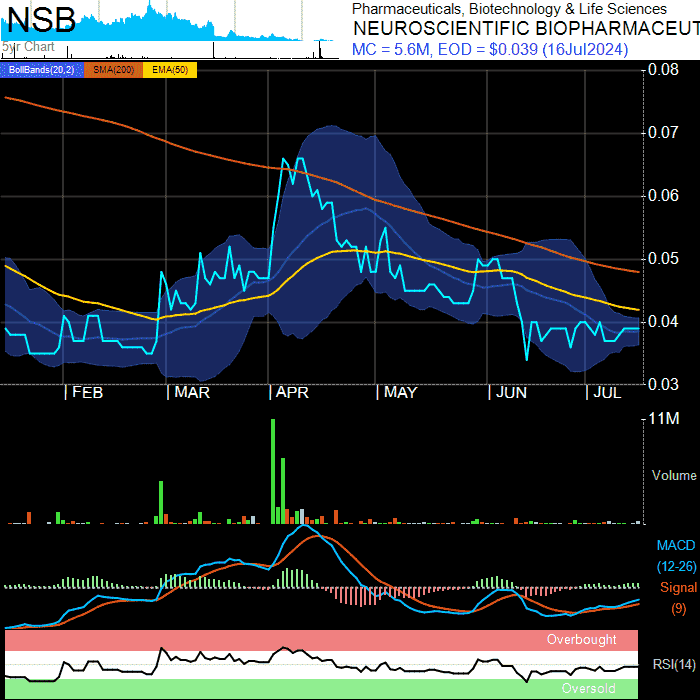 NSB
5yr Chart
Pharmaceuticals, Biotechnology & Life Sciences
NEUROSCIENTIFIC BIOPHARMACEUT
MC = 5.6M, EOD = $0.039 (16Jul2024)
BollBands(20,2) SMA(200) EMA(50)
0.08
0.07
0.06
0.05
0.04
0.03
FEB MAR APR MAY JUN JUL
11M
Volume
MACD
(12-26)
Signal
(9)
Overbought
RSI(14)
Oversold